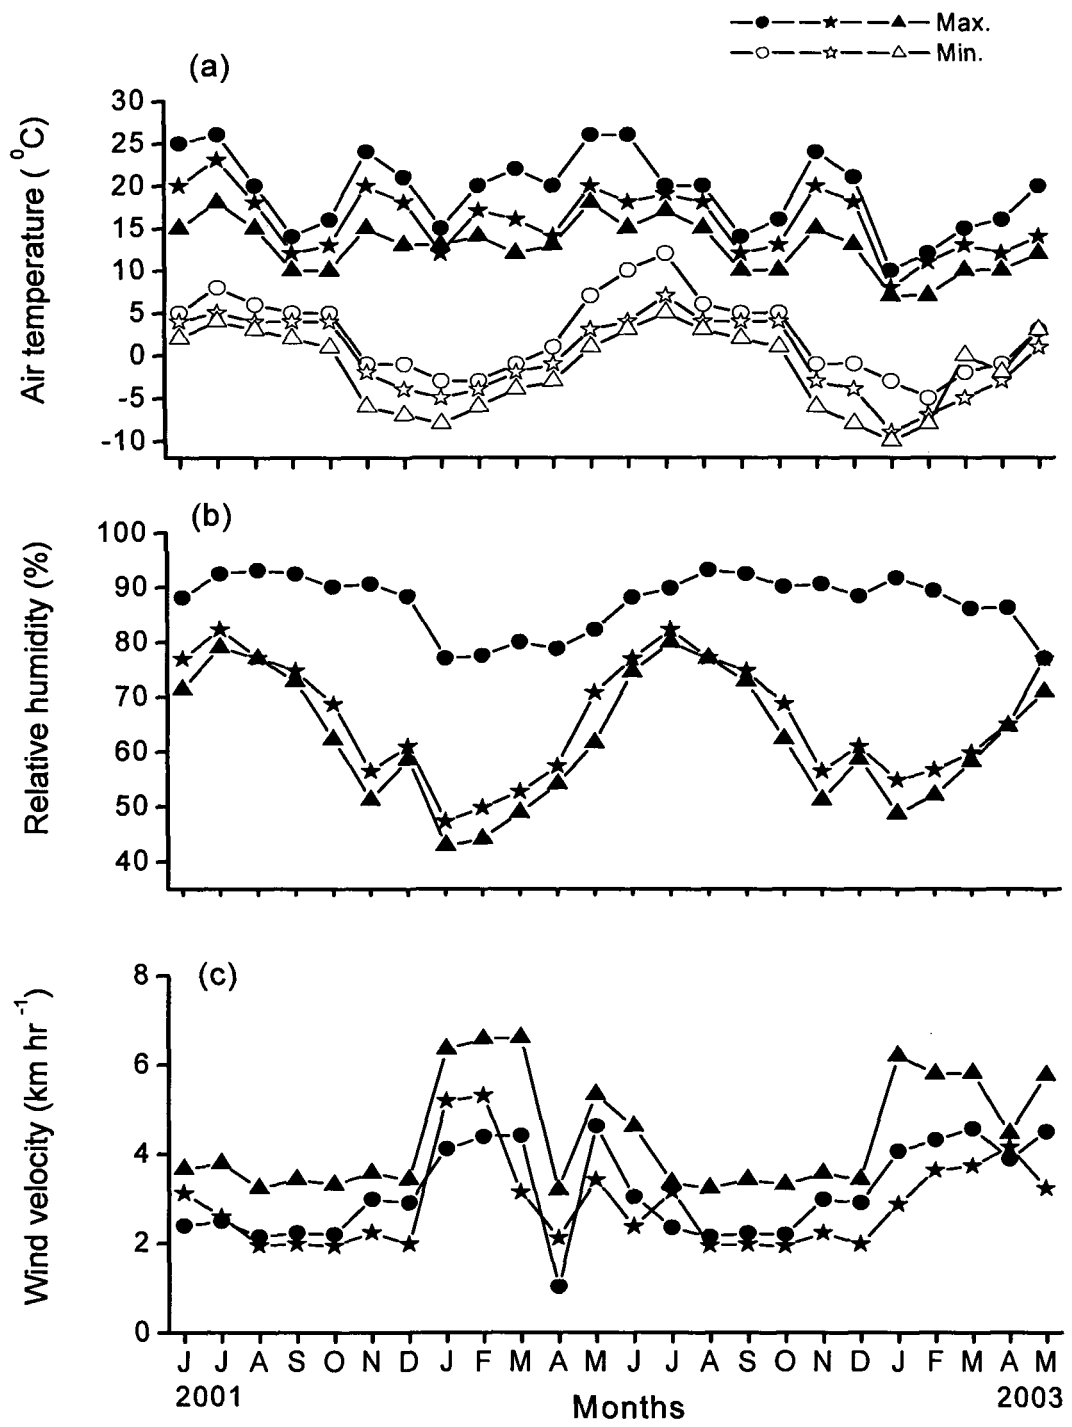 Max.
Min.
(a)
Air temperature ( ⁰C)
30
25
20
15
10
5
0
-5
-10
(b)
Relative humidity (%)
100
90
80
70
60
50
40
(c)
Wind velocity (km hr⁻¹)
8
6
4
2
0
J J A S O N D J F M A M J J A S O N D J F M A M
2001 2003
Months